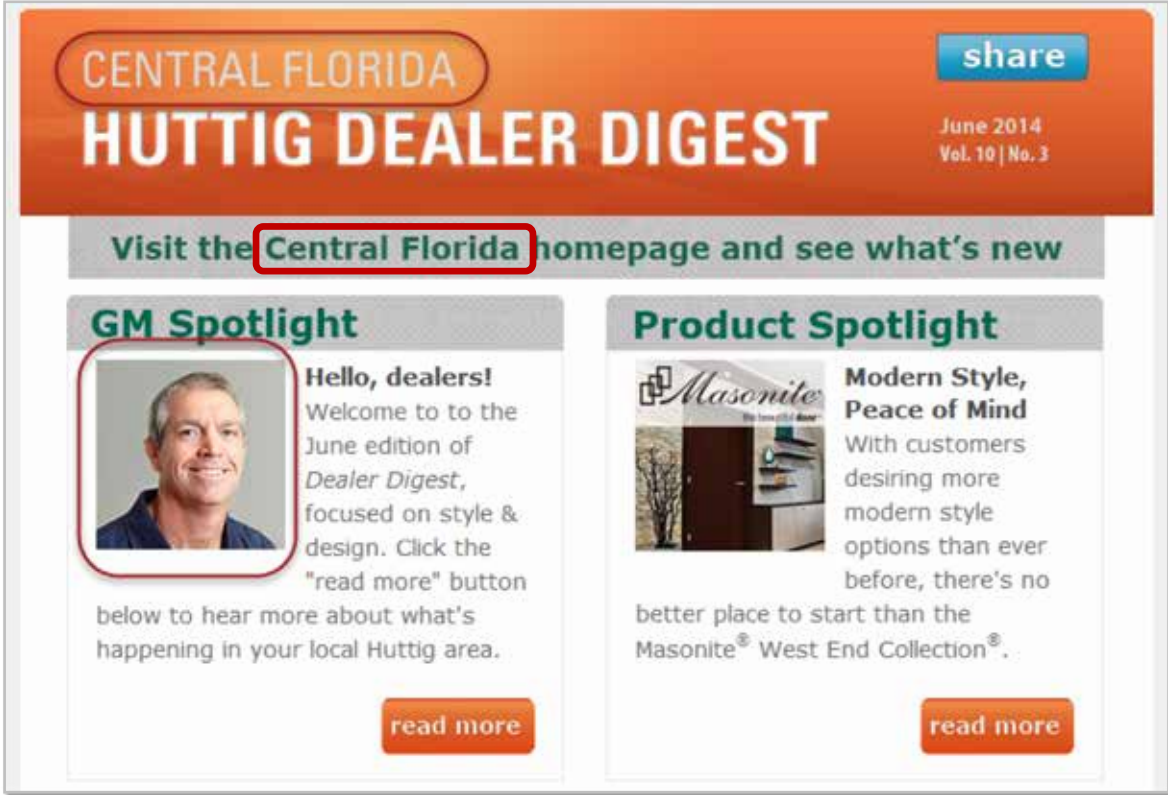 CENTRAL FLORIDA
share
HUTTIG DEALER DIGEST
June 2014
Vol. 10 | No. 3
Visit the Central Florida homepage and see what's new
GM Spotlight
Hello, dealers!
Welcome to to the
June edition of
Dealer Digest,
focused on style &
design. Click the
"read more" button
below to hear more about what's
happening in your local Huttig area.
read more
Product Spotlight
Masonite
Modern Style,
Peace of Mind
With customers
desiring more
modern style
options than ever
before, there's no
better place to start than the
Masonite® West End Collection®.
read more